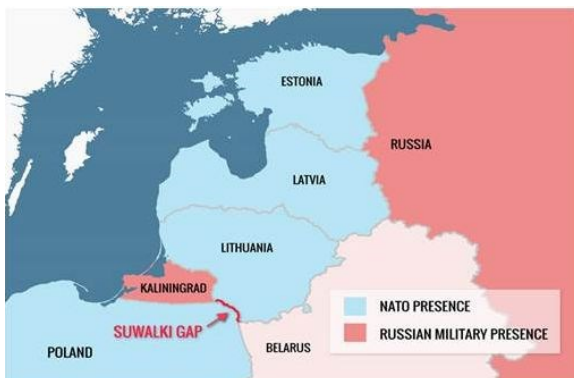 ESTONIA
RUSSIA
LATVIA
LITHUANIA
KALININGRAD
SUWALKI GAP
POLAND
BELARUS
NATO PRESENCE
RUSSIAN MILITARY PRESENCE